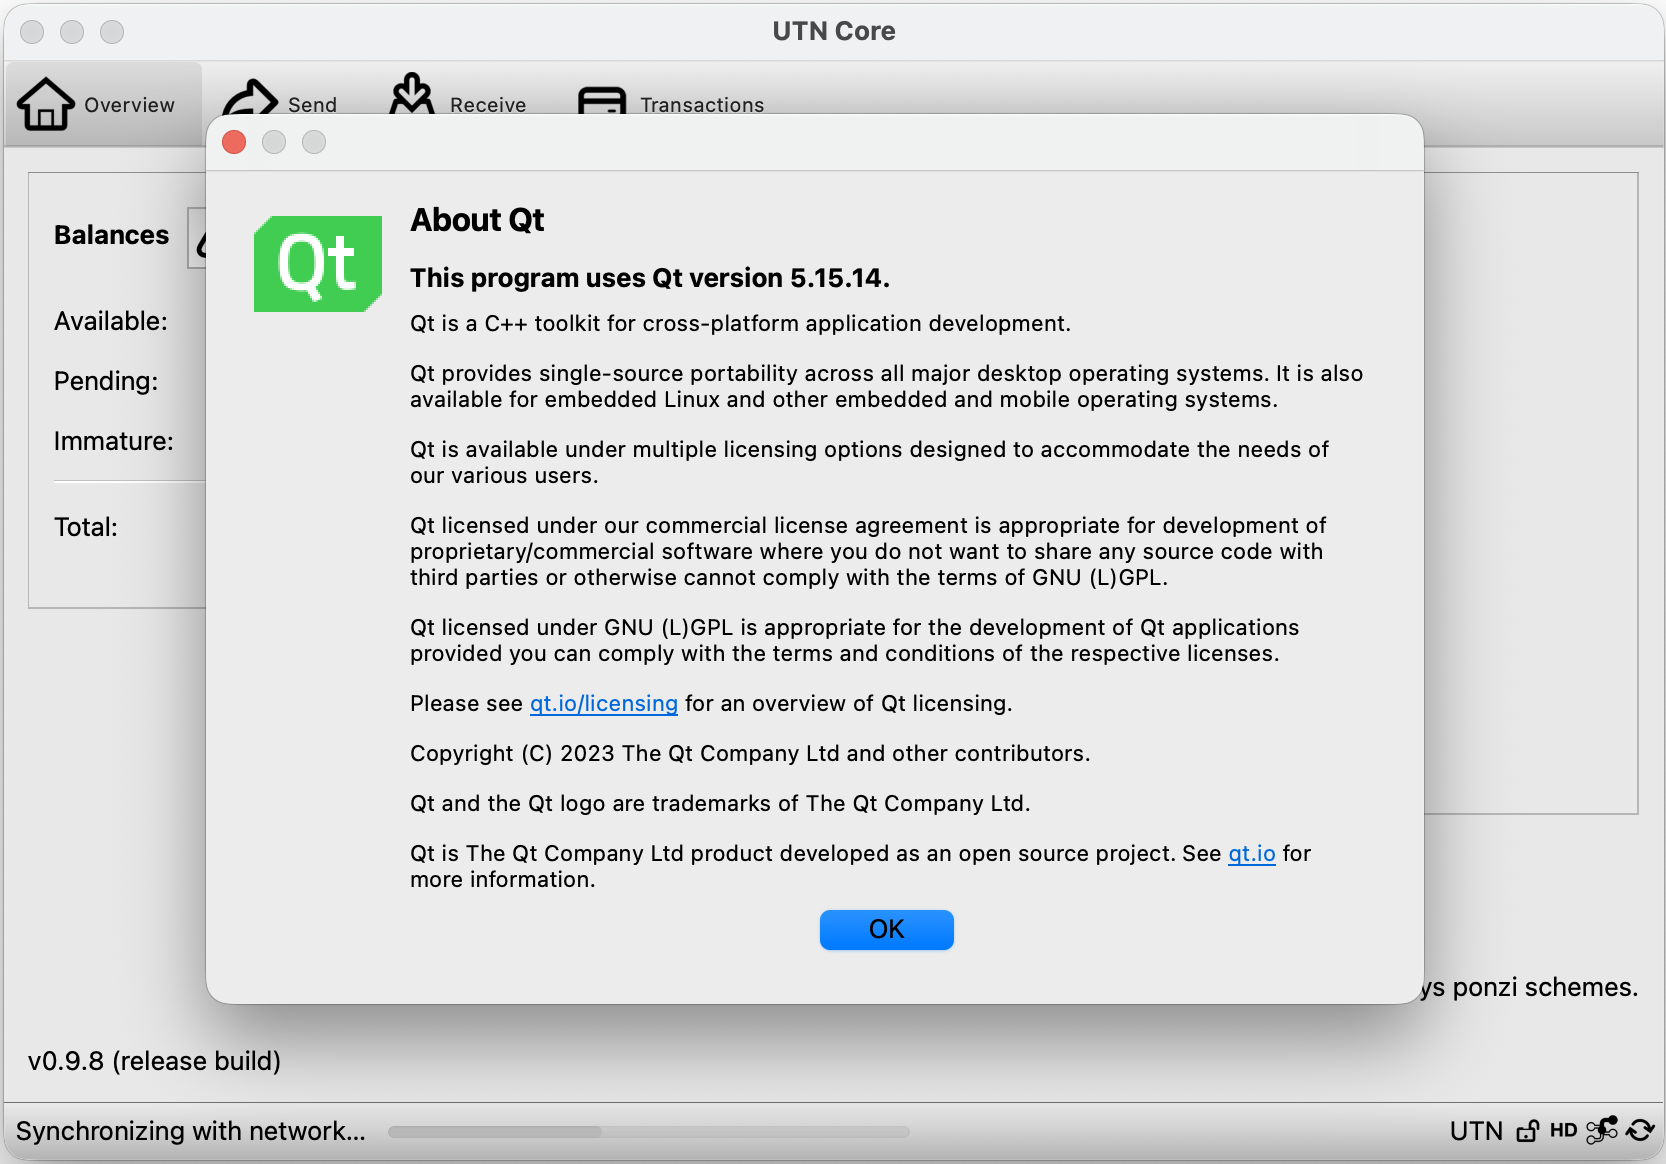 UTN Core
Overview
Send
Receive
Transactions
Balances
Available:
Pending:
Immature:
Total:
Qt
About Qt
This program uses Qt version 5.15.14.
Qt is a C++ toolkit for cross-platform application development.
Qt provides single-source portability across all major desktop operating systems. It is also
available for embedded Linux and other embedded and mobile operating systems.
Qt is available under multiple licensing options designed to accommodate the needs of
our various users.
Qt licensed under our commercial license agreement is appropriate for development of
proprietary/commercial software where you do not want to share any source code with
third parties or otherwise cannot comply with the terms of GNU (L)GPL.
Qt licensed under GNU (L)GPL is appropriate for the development of Qt applications
provided you can comply with the terms and conditions of the respective licenses.
Please see qt.io/licensing for an overview of Qt licensing.
Copyright (C) 2023 The Qt Company Ltd and other contributors.
Qt and the Qt logo are trademarks of The Qt Company Ltd.
Qt is The Qt Company Ltd product developed as an open source project. See qt.io for
more information.
OK
ponzi schemes.
v0.9.8 (release build)
Synchronizing with network...
UTN
HD